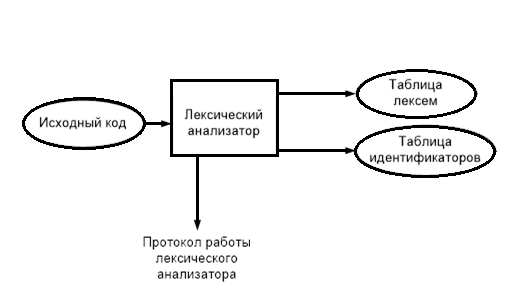 Исходный код
Лексический
анализатор
Таблица
лексем
Таблица
идентификаторов
Протокол работы
лексического
анализатора